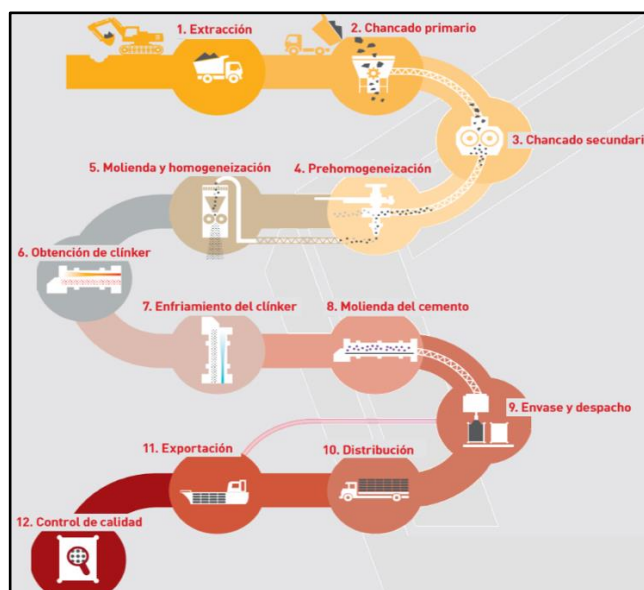 1. Extracción
2. Chancado primario
3. Chancado secundari
5. Molienda y homogeneización
4. Prehomogeneización
6. Obtención de clínker
7. Enfriamiento del clínker
8. Molienda del cemento
9. Envase y despacho
11. Exportación
10. Distribución
12. Control de calidad